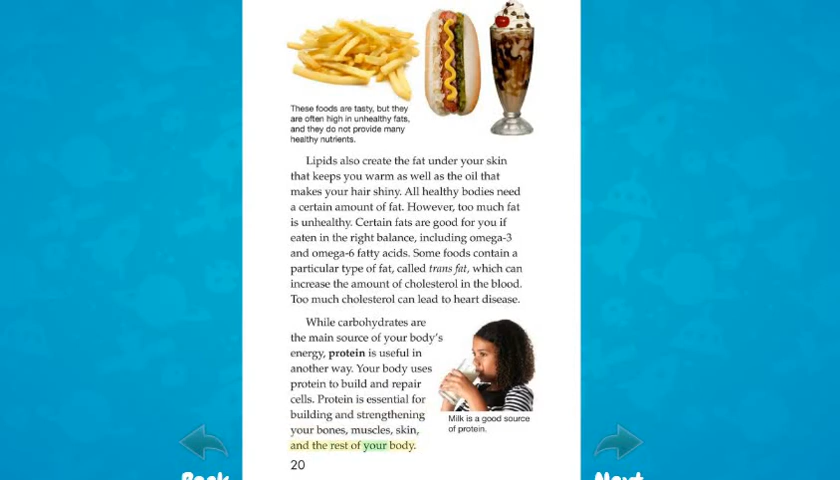 These foods are tasty, but they
are often high in unhealthy fats,
and they do not provide many
healthy nutrients.
Lipids also create the fat under your skin
that keeps you warm as well as the oil that
makes your hair shiny. All healthy bodies need
a certain amount of fat. However, too much fat
is unhealthy. Certain fats are good for you if
eaten in the right balance, including omega-3
and omega-6 fatty acids. Some foods contain a
particular type of fat, called trans fat, which can
increase the amount of cholesterol in the blood.
Too much cholesterol can lead to heart disease.
While carbohydrates are
the main source of your body's
energy, protein is useful in
another way. Your body uses
protein to build and repair
cells. Protein is essential for
building and strengthening
your bones, muscles, skin,
and the rest of your body.
Milk is a good source
of protein.
20
Back
Next